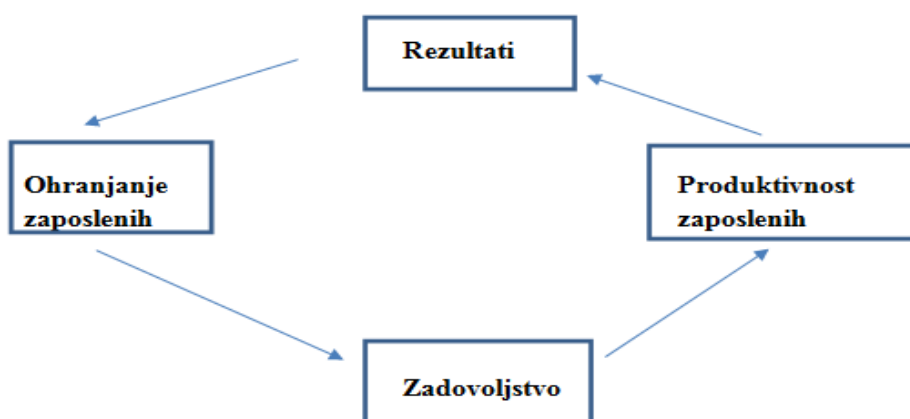 Rezultati
Ohranjanje
zaposlenih
Produktivnost
zaposlenih
Zadovoljstvo